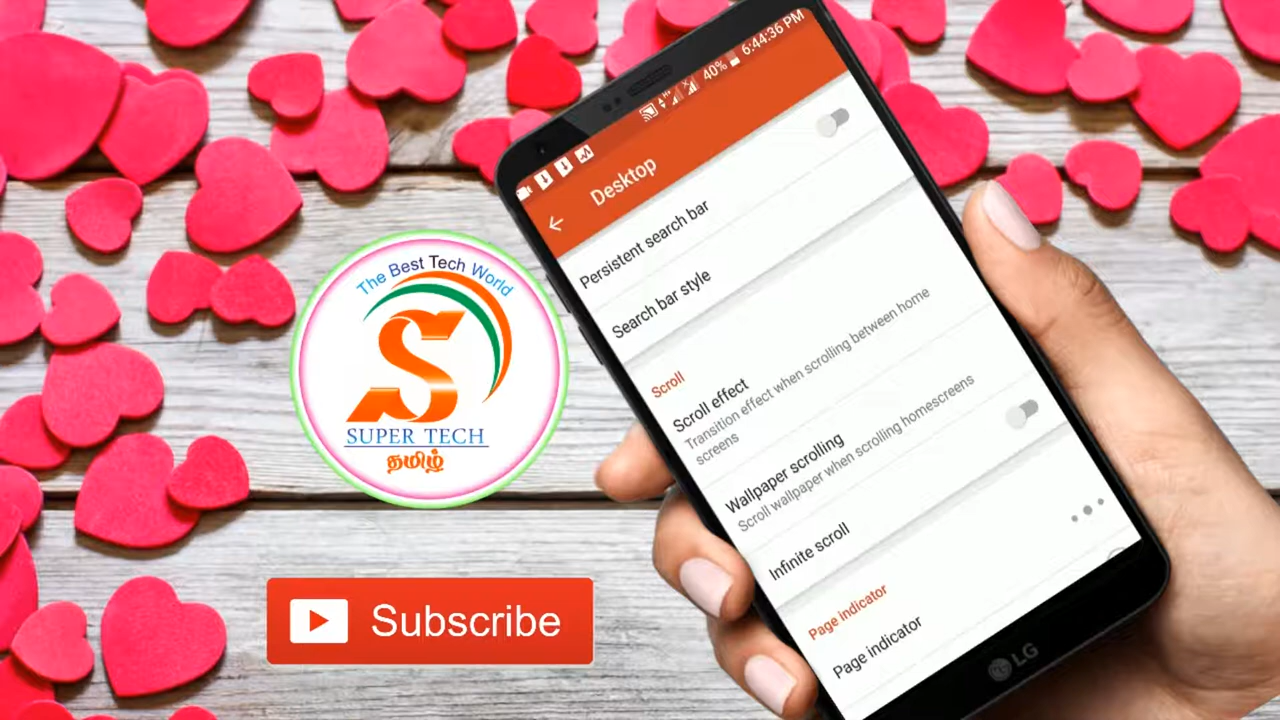 The Best Tech World
SUPER TECH
தமிழ்
Subscribe
40% 6:44:36 PM
Desktop
Persistent search bar
Search bar style
Scroll
Scroll effect
Transition effect when scrolling between home
screens
Wallpaper scrolling
Scroll wallpaper when scrolling homescreens
Infinite scroll
Page indicator
Page indicator
LG